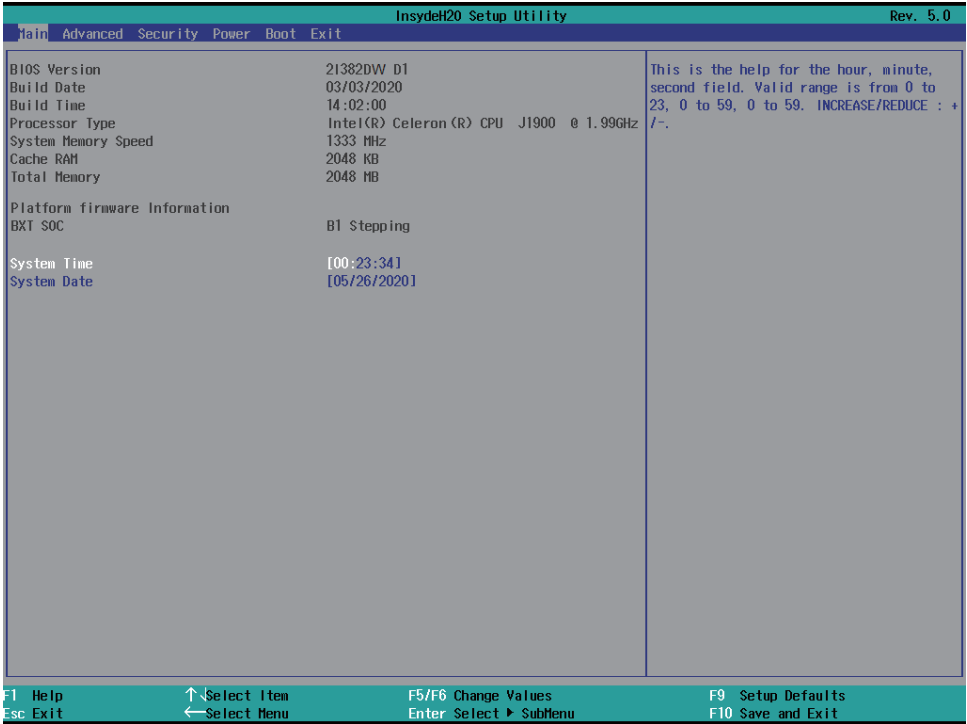 InsydeH20 Setup Utility Rev. 5.0
Main Advanced Security Power Boot Exit
BIOS Version 2I382DW D1
Build Date 03/03/2020
Build Time 14:02:00
Processor Type Intel(R) Celeron(R) CPU J1900 @ 1.99GHz
System Memory Speed 1333 MHz
Cache RAM 2048 KB
Total Memory 2048 MB
Platform firmware Information
BXT SOC B1 Stepping
System Time [00:23:34]
System Date [05/26/2020]
This is the help for the hour, minute,
second field. Valid range is from 0 to
23, 0 to 59, 0 to 59. INCREASE/REDUCE : +
/-.
F1 Help ↑↓Select Item F5/F6 Change Values F9 Setup Defaults
Esc Exit ←Select Menu Enter Select ▶ SubMenu F10 Save and Exit